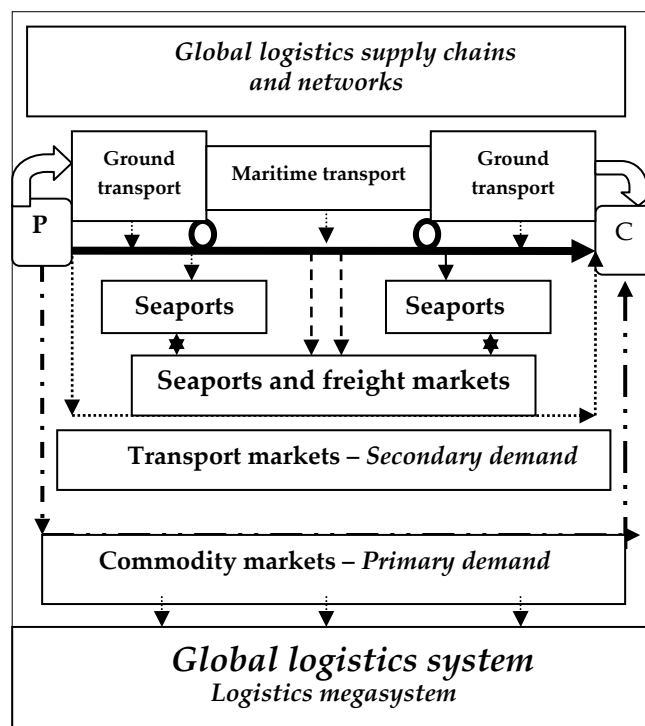 Global logistics supply chains
and networks
Ground
transport
Maritime transport
Ground
transport
P
C
Seaports
Seaports
Seaports and freight markets
Transport markets – Secondary demand
Commodity markets – Primary demand
Global logistics system
Logistics megasystem